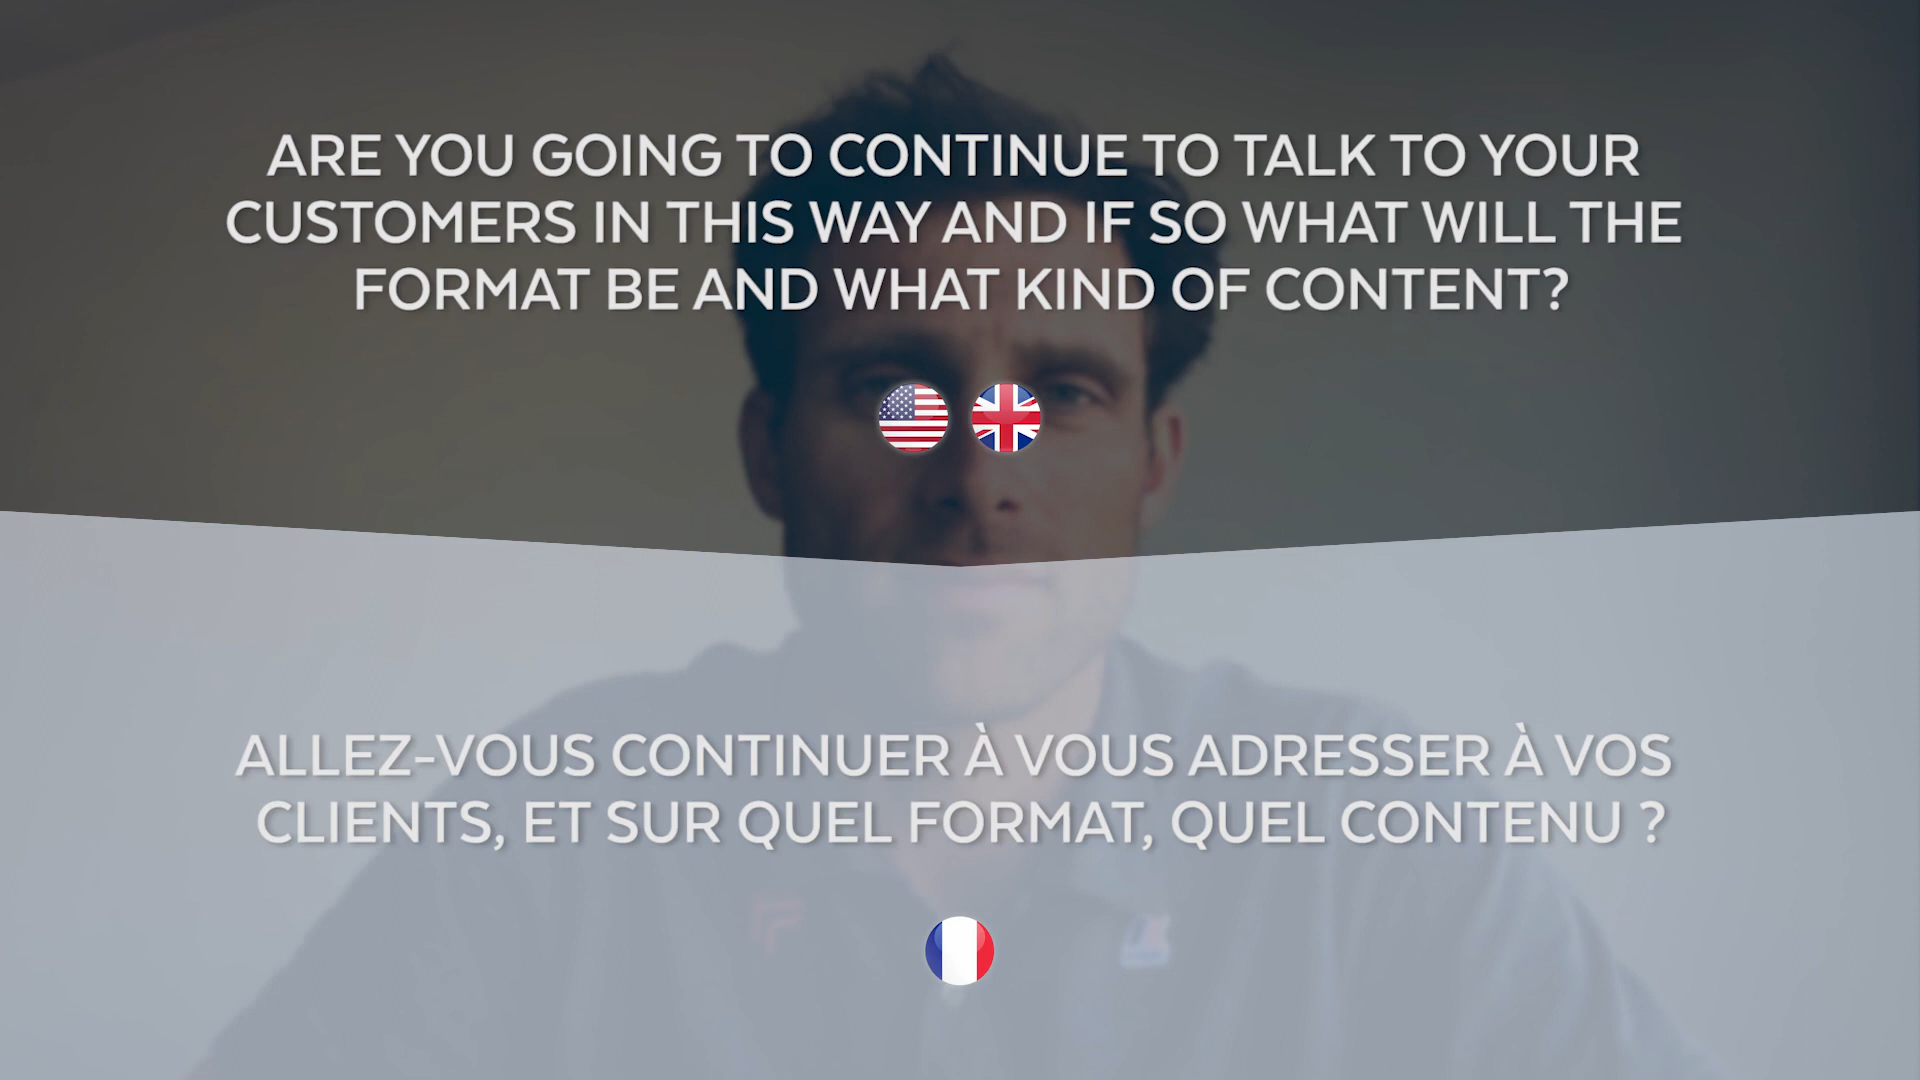 ARE YOU GOING TO CONTINUE TO TALK TO YOUR
CUSTOMERS IN THIS WAY AND IF SO WHAT WILL THE
FORMAT BE AND WHAT KIND OF CONTENT?
ALLEZ-VOUS CONTINUER À VOUS ADRESSER À VOS
CLIENTS, ET SUR QUEL FORMAT, QUEL CONTENU ?